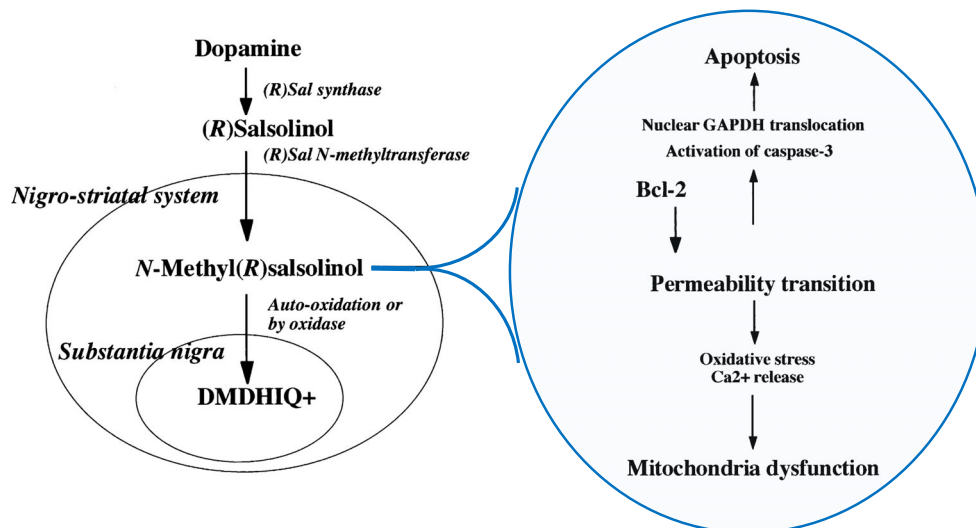 Dopamine
(R)Sal synthase
(R)Salsolinol
(R)Sal N-methyltransferase
Nigro-striatal system
N-Methyl(R)salsolinol
Auto-oxidation or
by oxidase
Substantia nigra
DMDHIQ+
Apoptosis
Nuclear GAPDH translocation
Activation of caspase-3
Bcl-2
Permeability transition
Oxidative stress
Ca2+ release
Mitochondria dysfunction